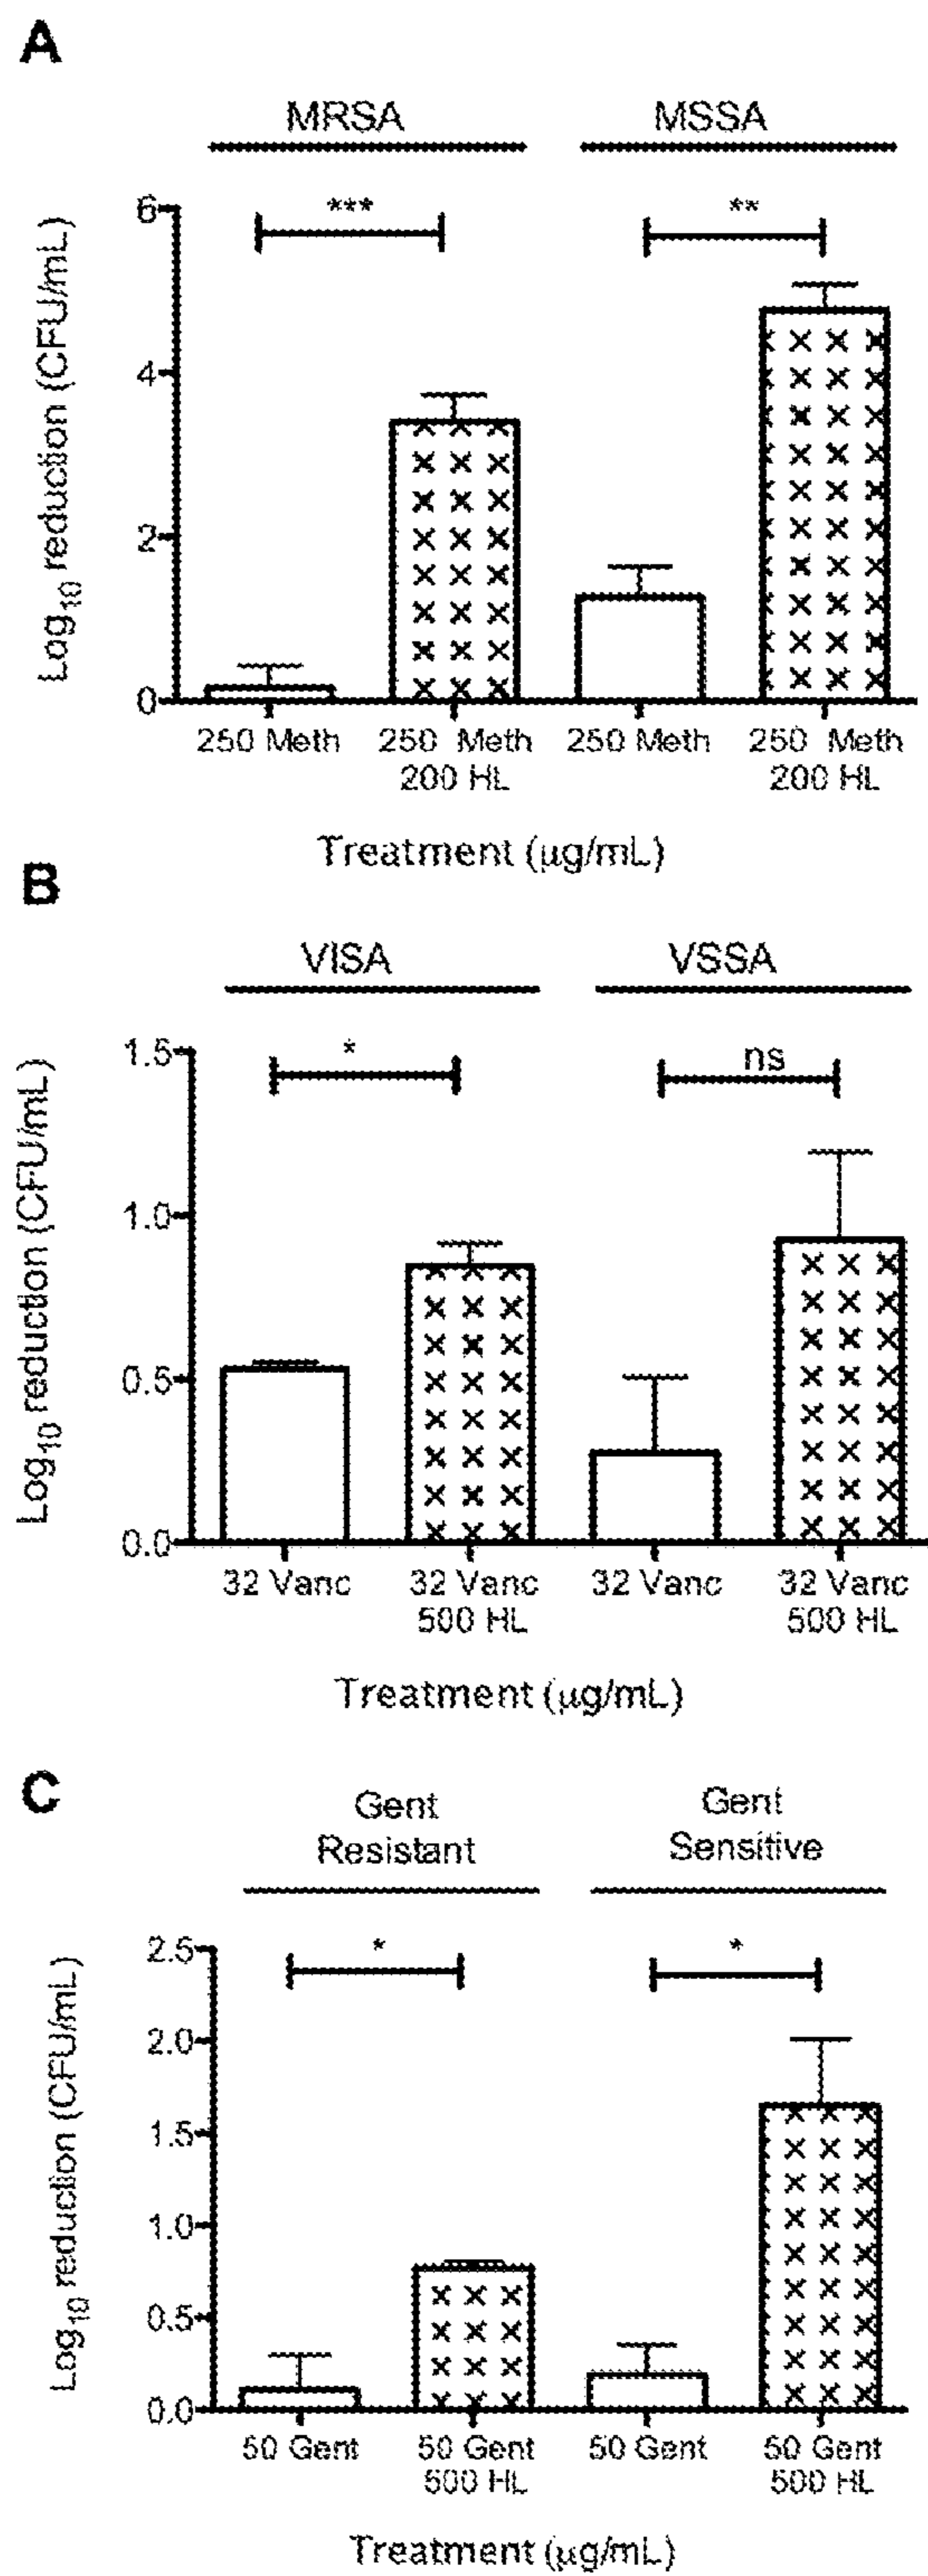 A
MRSA
MSSA
***
**
Log10 reduction (CFU/mL)
6
4
2
0
250 Meth
250 Meth
200 HL
250 Meth
250 Meth
200 HL
Treatment (μg/mL)
B
VISA
VSSA
*
ns
Log10 reduction (CFU/mL)
1.5
1.0
0.5
0.0
32 Vanc
32 Vanc
500 HL
32 Vanc
32 Vanc
500 HL
Treatment (μg/mL)
C
Gent
Resistant
Gent
Sensitive
*
*
Log10 reduction (CFU/mL)
2.5
2.0
1.5
1.0
0.5
0.0
50 Gent
50 Gent
500 HL
50 Gent
50 Gent
500 HL
Treatment (μg/mL)